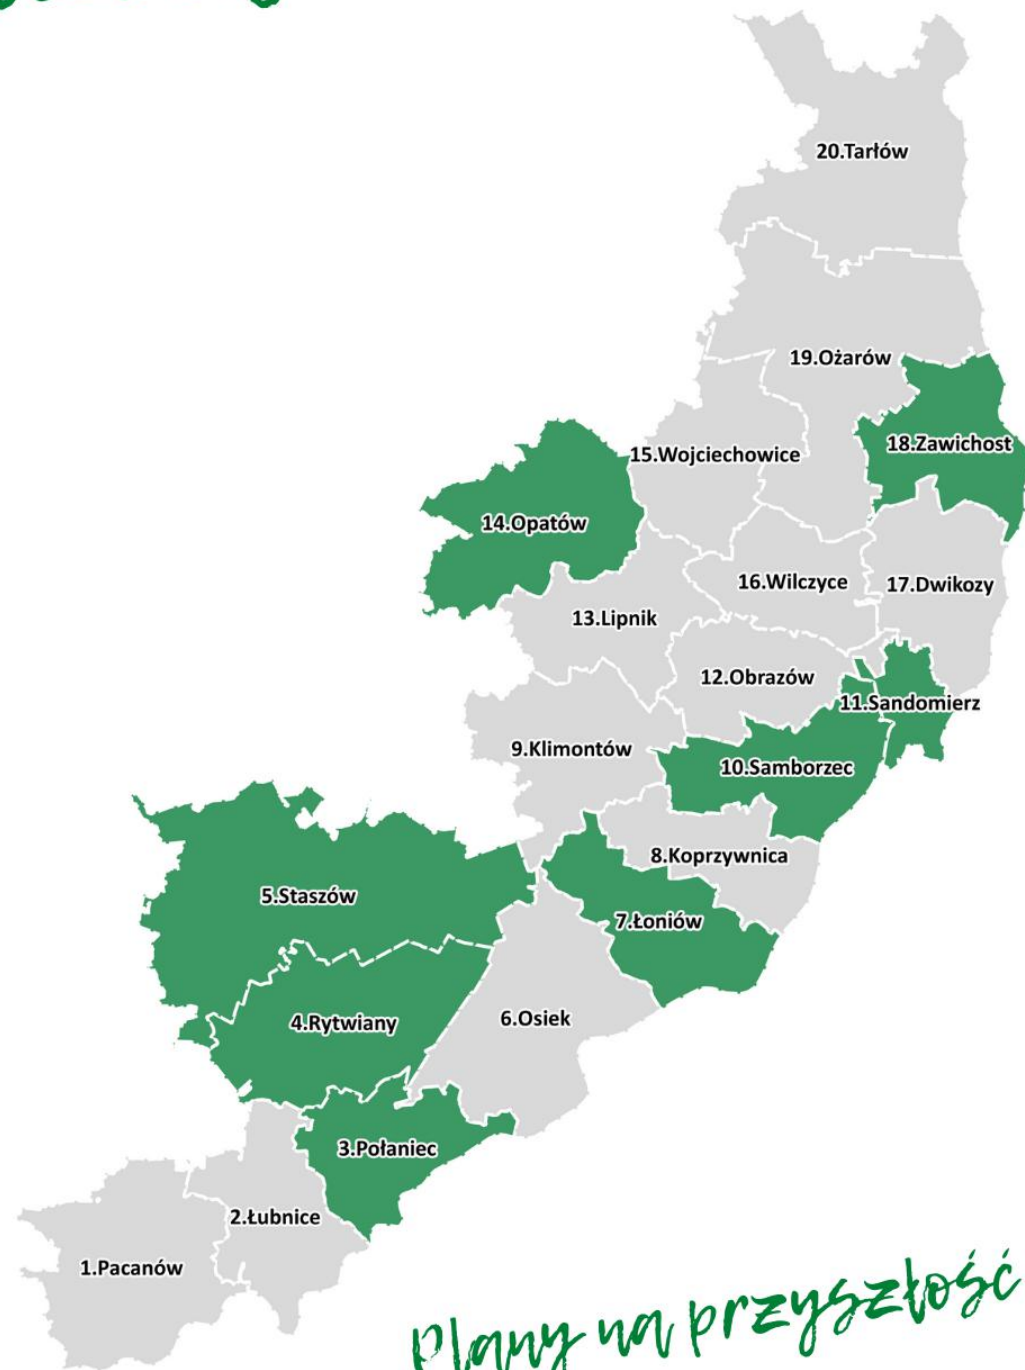 20.Tarłów
19.Ożarów
18.Zawichost
15.Wojciechowice
14.Opatów
16.Wilczyce
17.Dwikozy
13.Lipnik
12.Obrazów
11.Sandomierz
9.Klimontów
10.Samborzec
8.Koprzywnica
5.Staszów
7.Łoniów
6.Osiek
4.Rytwiany
3.Połaniec
2.Łubnice
1.Pacanów
Plany na przyszłość